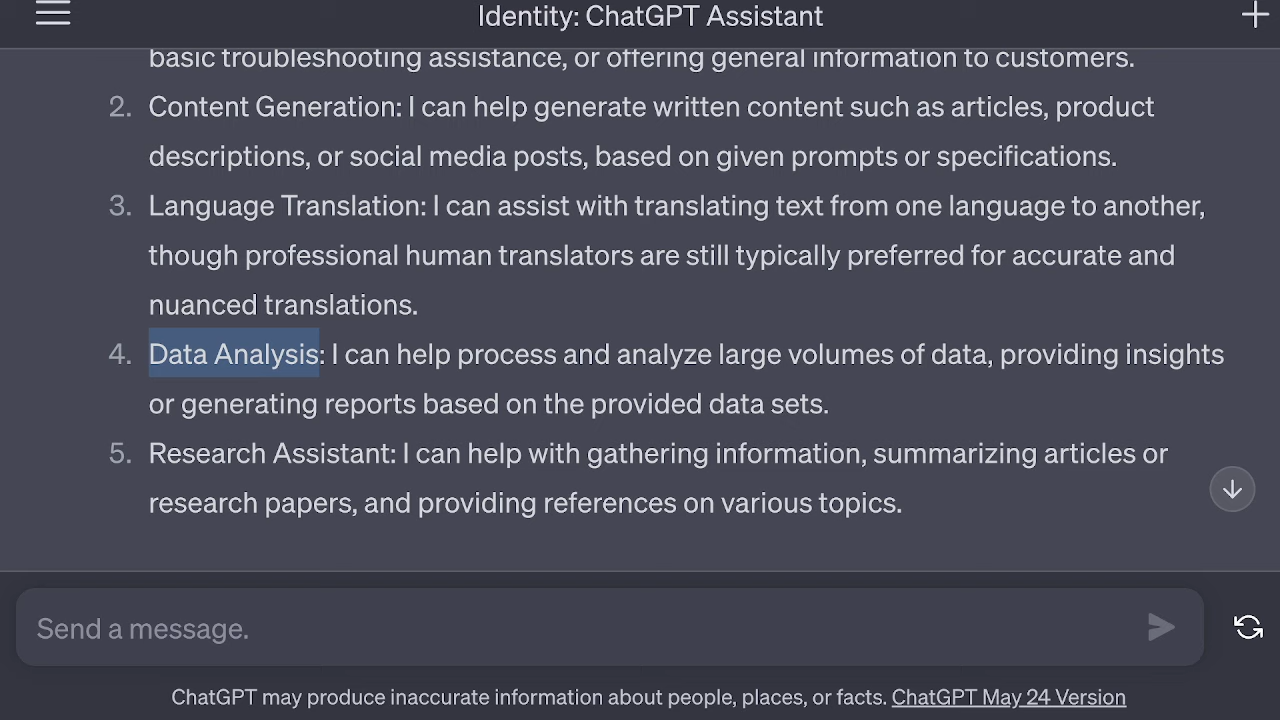 Identity: ChatGPT Assistant
basic troubleshooting assistance, or offering general information to customers.
2. Content Generation: I can help generate written content such as articles, product
descriptions, or social media posts, based on given prompts or specifications.
3. Language Translation: I can assist with translating text from one language to another,
though professional human translators are still typically preferred for accurate and
nuanced translations.
4. Data Analysis: I can help process and analyze large volumes of data, providing insights
or generating reports based on the provided data sets.
5. Research Assistant: I can help with gathering information, summarizing articles or
research papers, and providing references on various topics.
Send a message.
ChatGPT may produce inaccurate information about people, places, or facts. ChatGPT May 24 Version